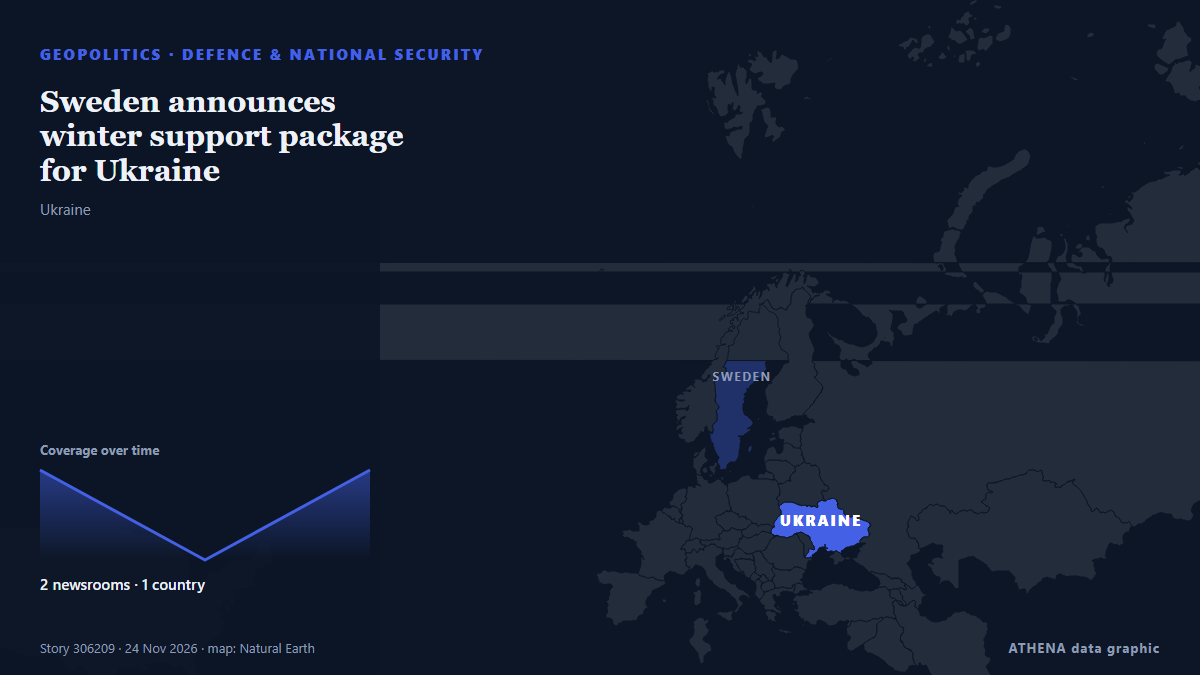 GEOPOLITICS · DEFENCE & NATIONAL SECURITY
Sweden announces
winter support package
for Ukraine
Ukraine
SWEDEN
UKRAINE
Coverage over time
2 newsrooms · 1 country
Story 306209 · 24 Nov 2026 · map: Natural Earth
ATHENA data graphic